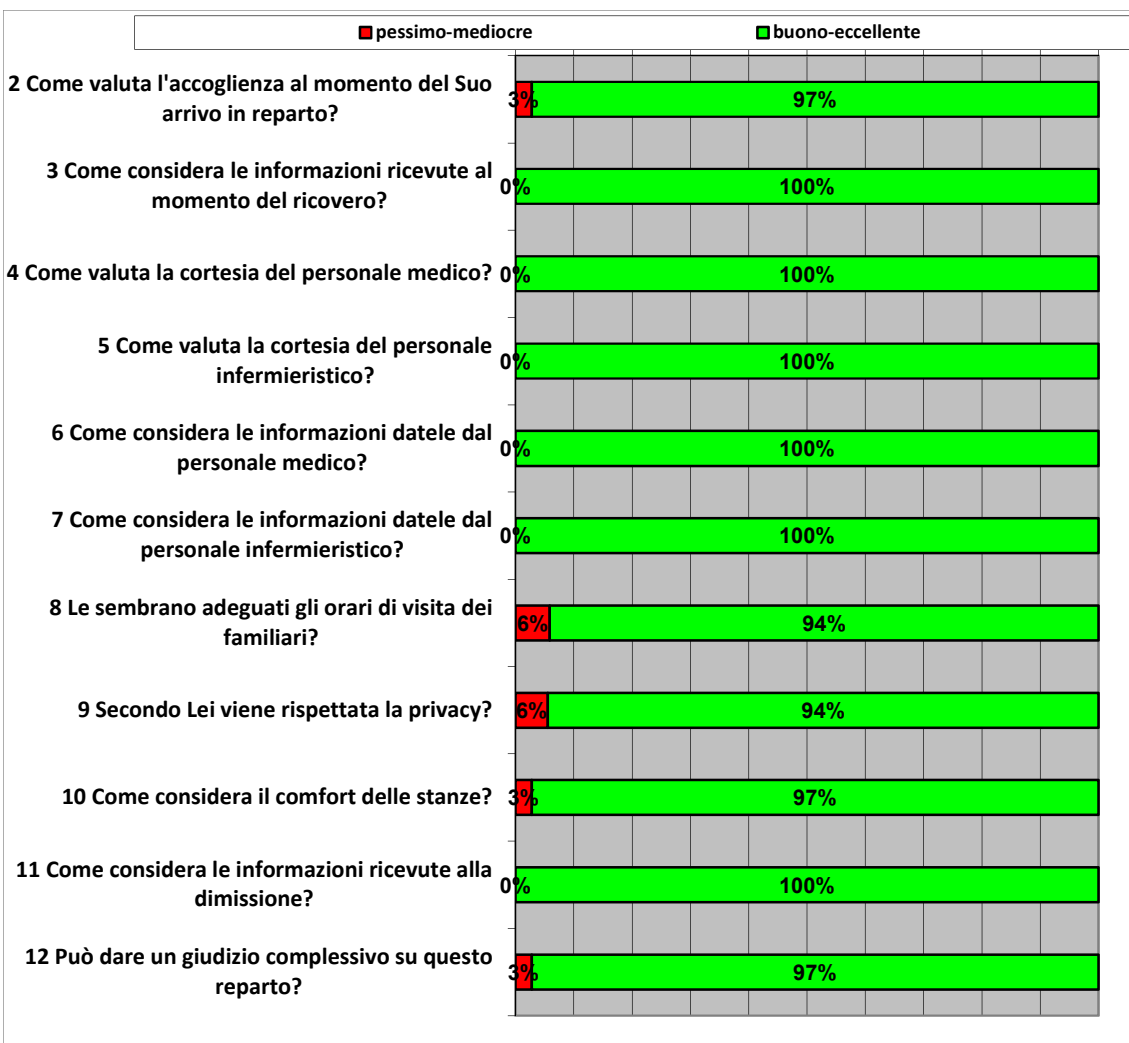 pessimo-mediocre buono-eccellente
2 Come valuta l'accoglienza al momento del Suo
arrivo in reparto?
3% 97%
3 Come considera le informazioni ricevute al
momento del ricovero?
0% 100%
4 Come valuta la cortesia del personale medico? 0% 100%
5 Come valuta la cortesia del personale
infermieristico?
0% 100%
6 Come considera le informazioni datele dal
personale medico?
0% 100%
7 Come considera le informazioni datele dal
personale infermieristico?
0% 100%
8 Le sembrano adeguati gli orari di visita dei
familiari?
6% 94%
9 Secondo Lei viene rispettata la privacy? 6% 94%
10 Come considera il comfort delle stanze? 3% 97%
11 Come considera le informazioni ricevute alla
dimissione?
0% 100%
12 Può dare un giudizio complessivo su questo
reparto?
3% 97%